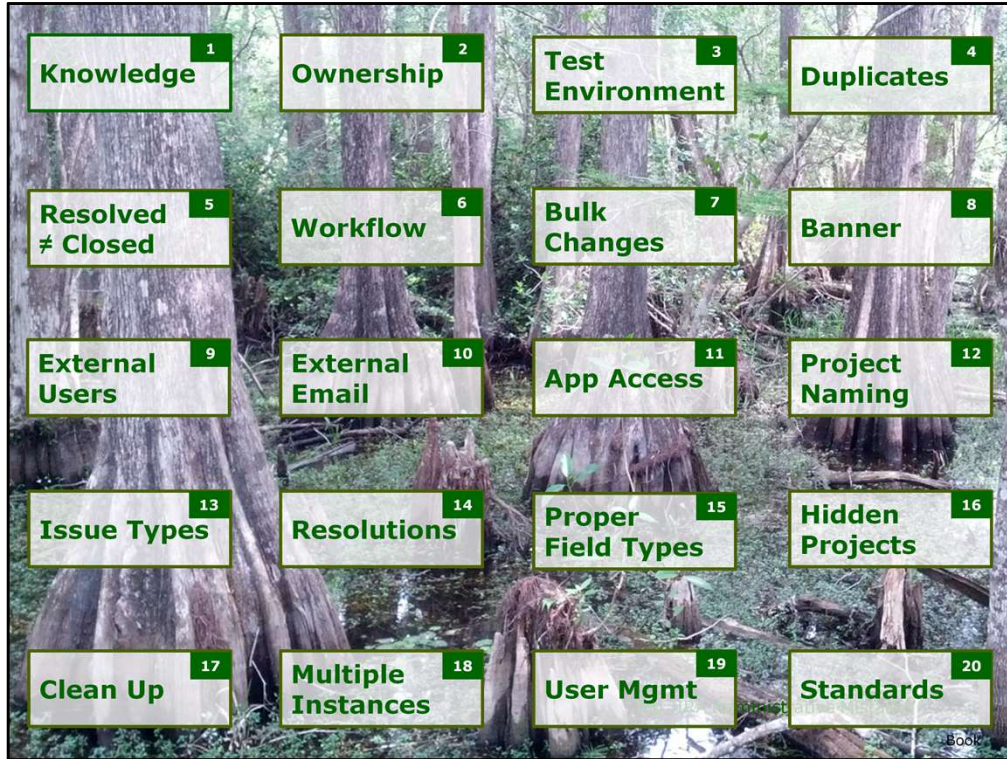 1
Knowledge
2
Ownership
3
Test
Environment
4
Duplicates
5
Resolved
≠ Closed
6
Workflow
7
Bulk
Changes
8
Banner
9
External
Users
10
External
Email
11
App Access
12
Project
Naming
13
Issue Types
14
Resolutions
15
Proper
Field Types
16
Hidden
Projects
17
Clean Up
18
Multiple
Instances
19
User Mgmt
20
Standards
Book